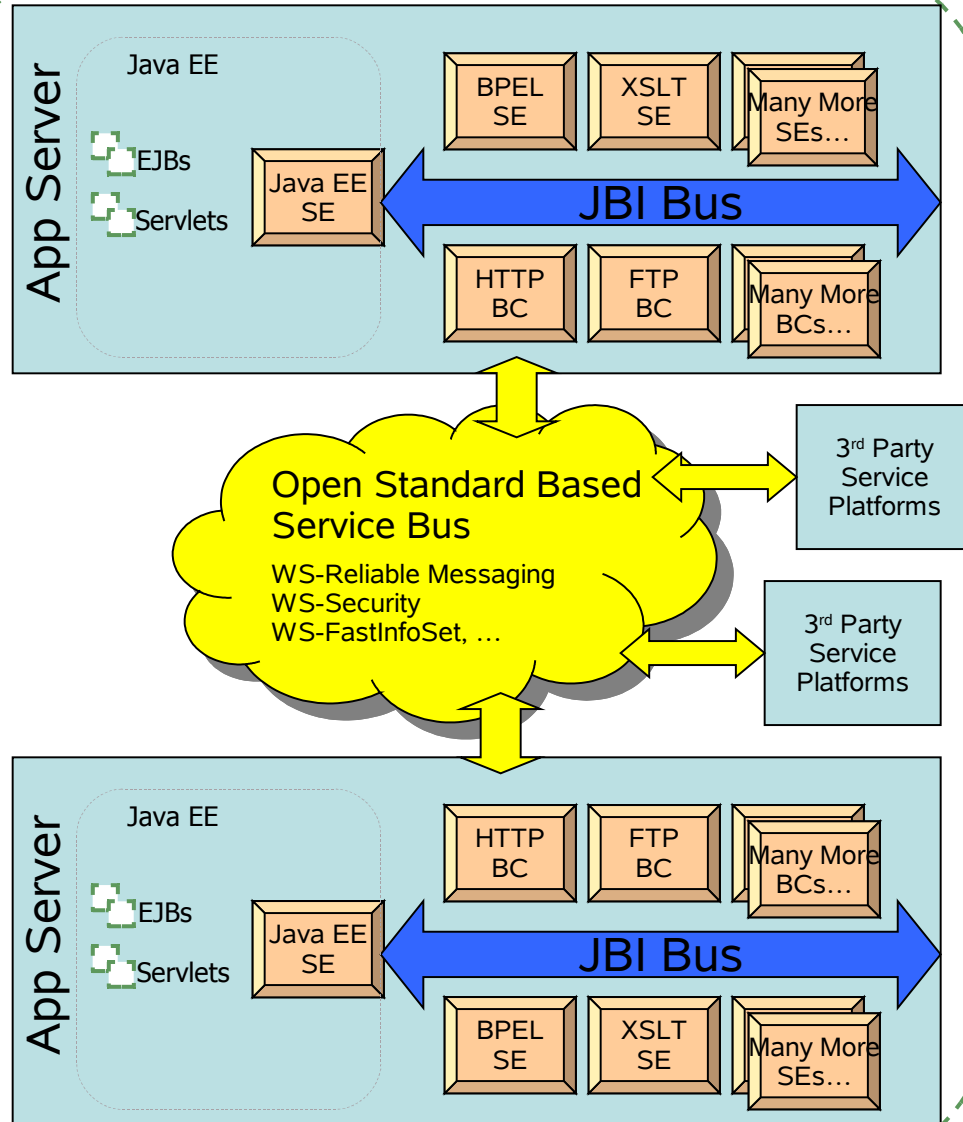 App Server
Java EE
EJBs
Servlets
Java EE
SE
BPEL
SE
XSLT
SE
Many More
SEs…
JBI Bus
HTTP
BC
FTP
BC
Many More
BCs…
Open Standard Based
Service Bus
WS-Reliable Messaging
WS-Security
WS-FastInfoSet, …
3rd Party
Service
Platforms
3rd Party
Service
Platforms
App Server
Java EE
EJBs
Servlets
Java EE
SE
HTTP
BC
FTP
BC
Many More
BCs…
JBI Bus
BPEL
SE
XSLT
SE
Many More
SEs…